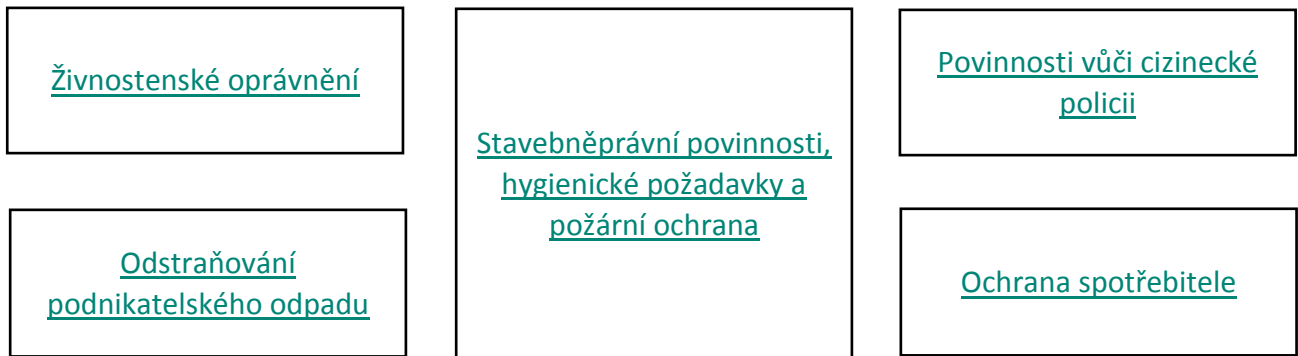 Živnostenské oprávnění
Odstraňování
podnikatelského odpadu
Stavebněprávní povinnosti,
hygienické požadavky a
požární ochrana
Povinnosti vůči cizinecké
policii
Ochrana spotřebitele